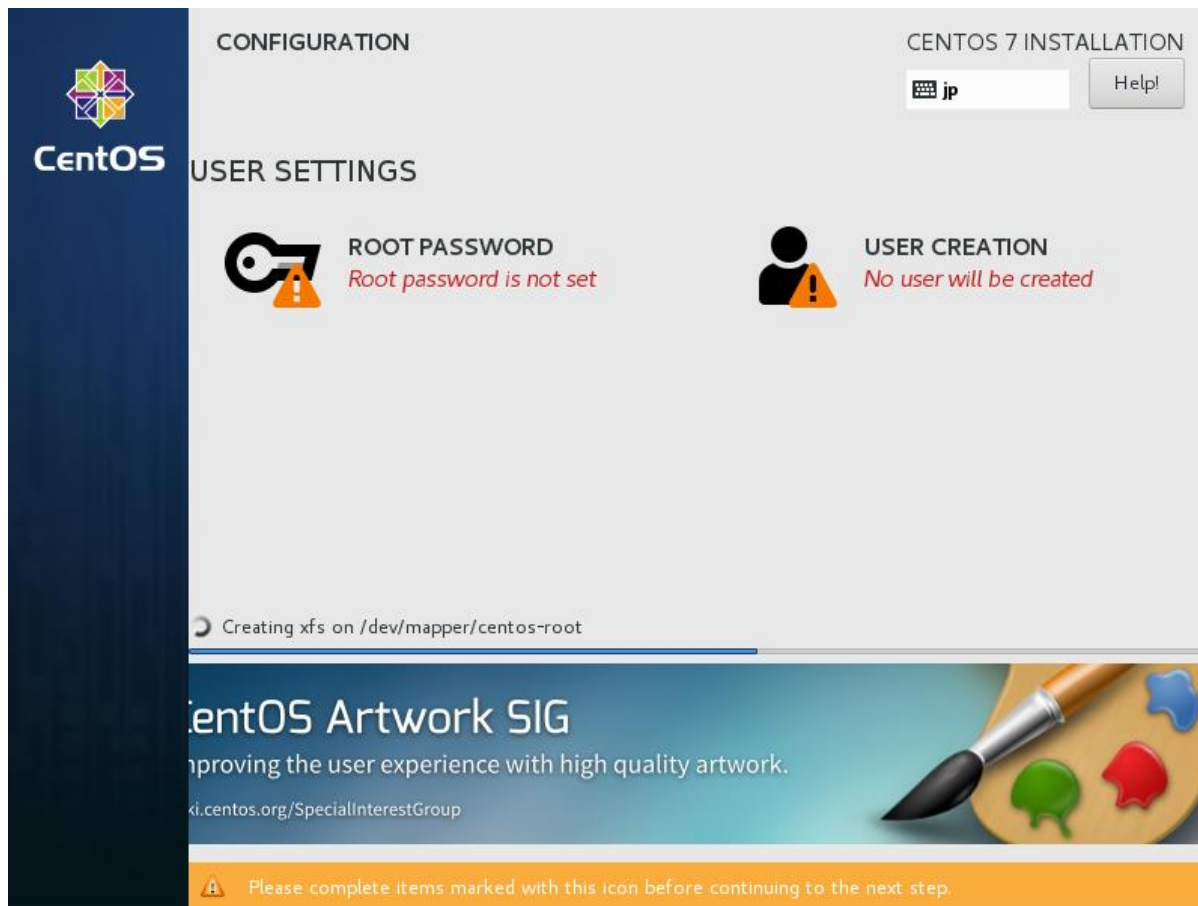 CONFIGURATION
CENTOS 7 INSTALLATION
jp
Help!
CentOS
USER SETTINGS
ROOT PASSWORD
Root password is not set
USER CREATION
No user will be created
Creating xfs on /dev/mapper/centos-root
entOS Artwork SIG
proving the user experience with high quality artwork.
ki.centos.org/SpecialInterestGroup
Please complete items marked with this icon before continuing to the next step.